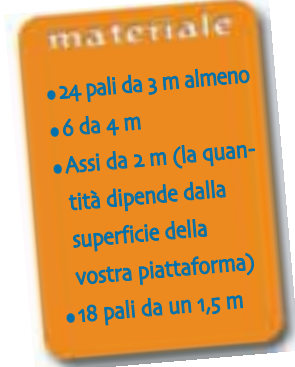 materiale
•24 pali da 3 m almeno
•6 da 4 m
•Assi da 2 m (la quan-
tità dipende dalla
superficie della
vostra piattaforma)
•18 pali da un 1,5 m